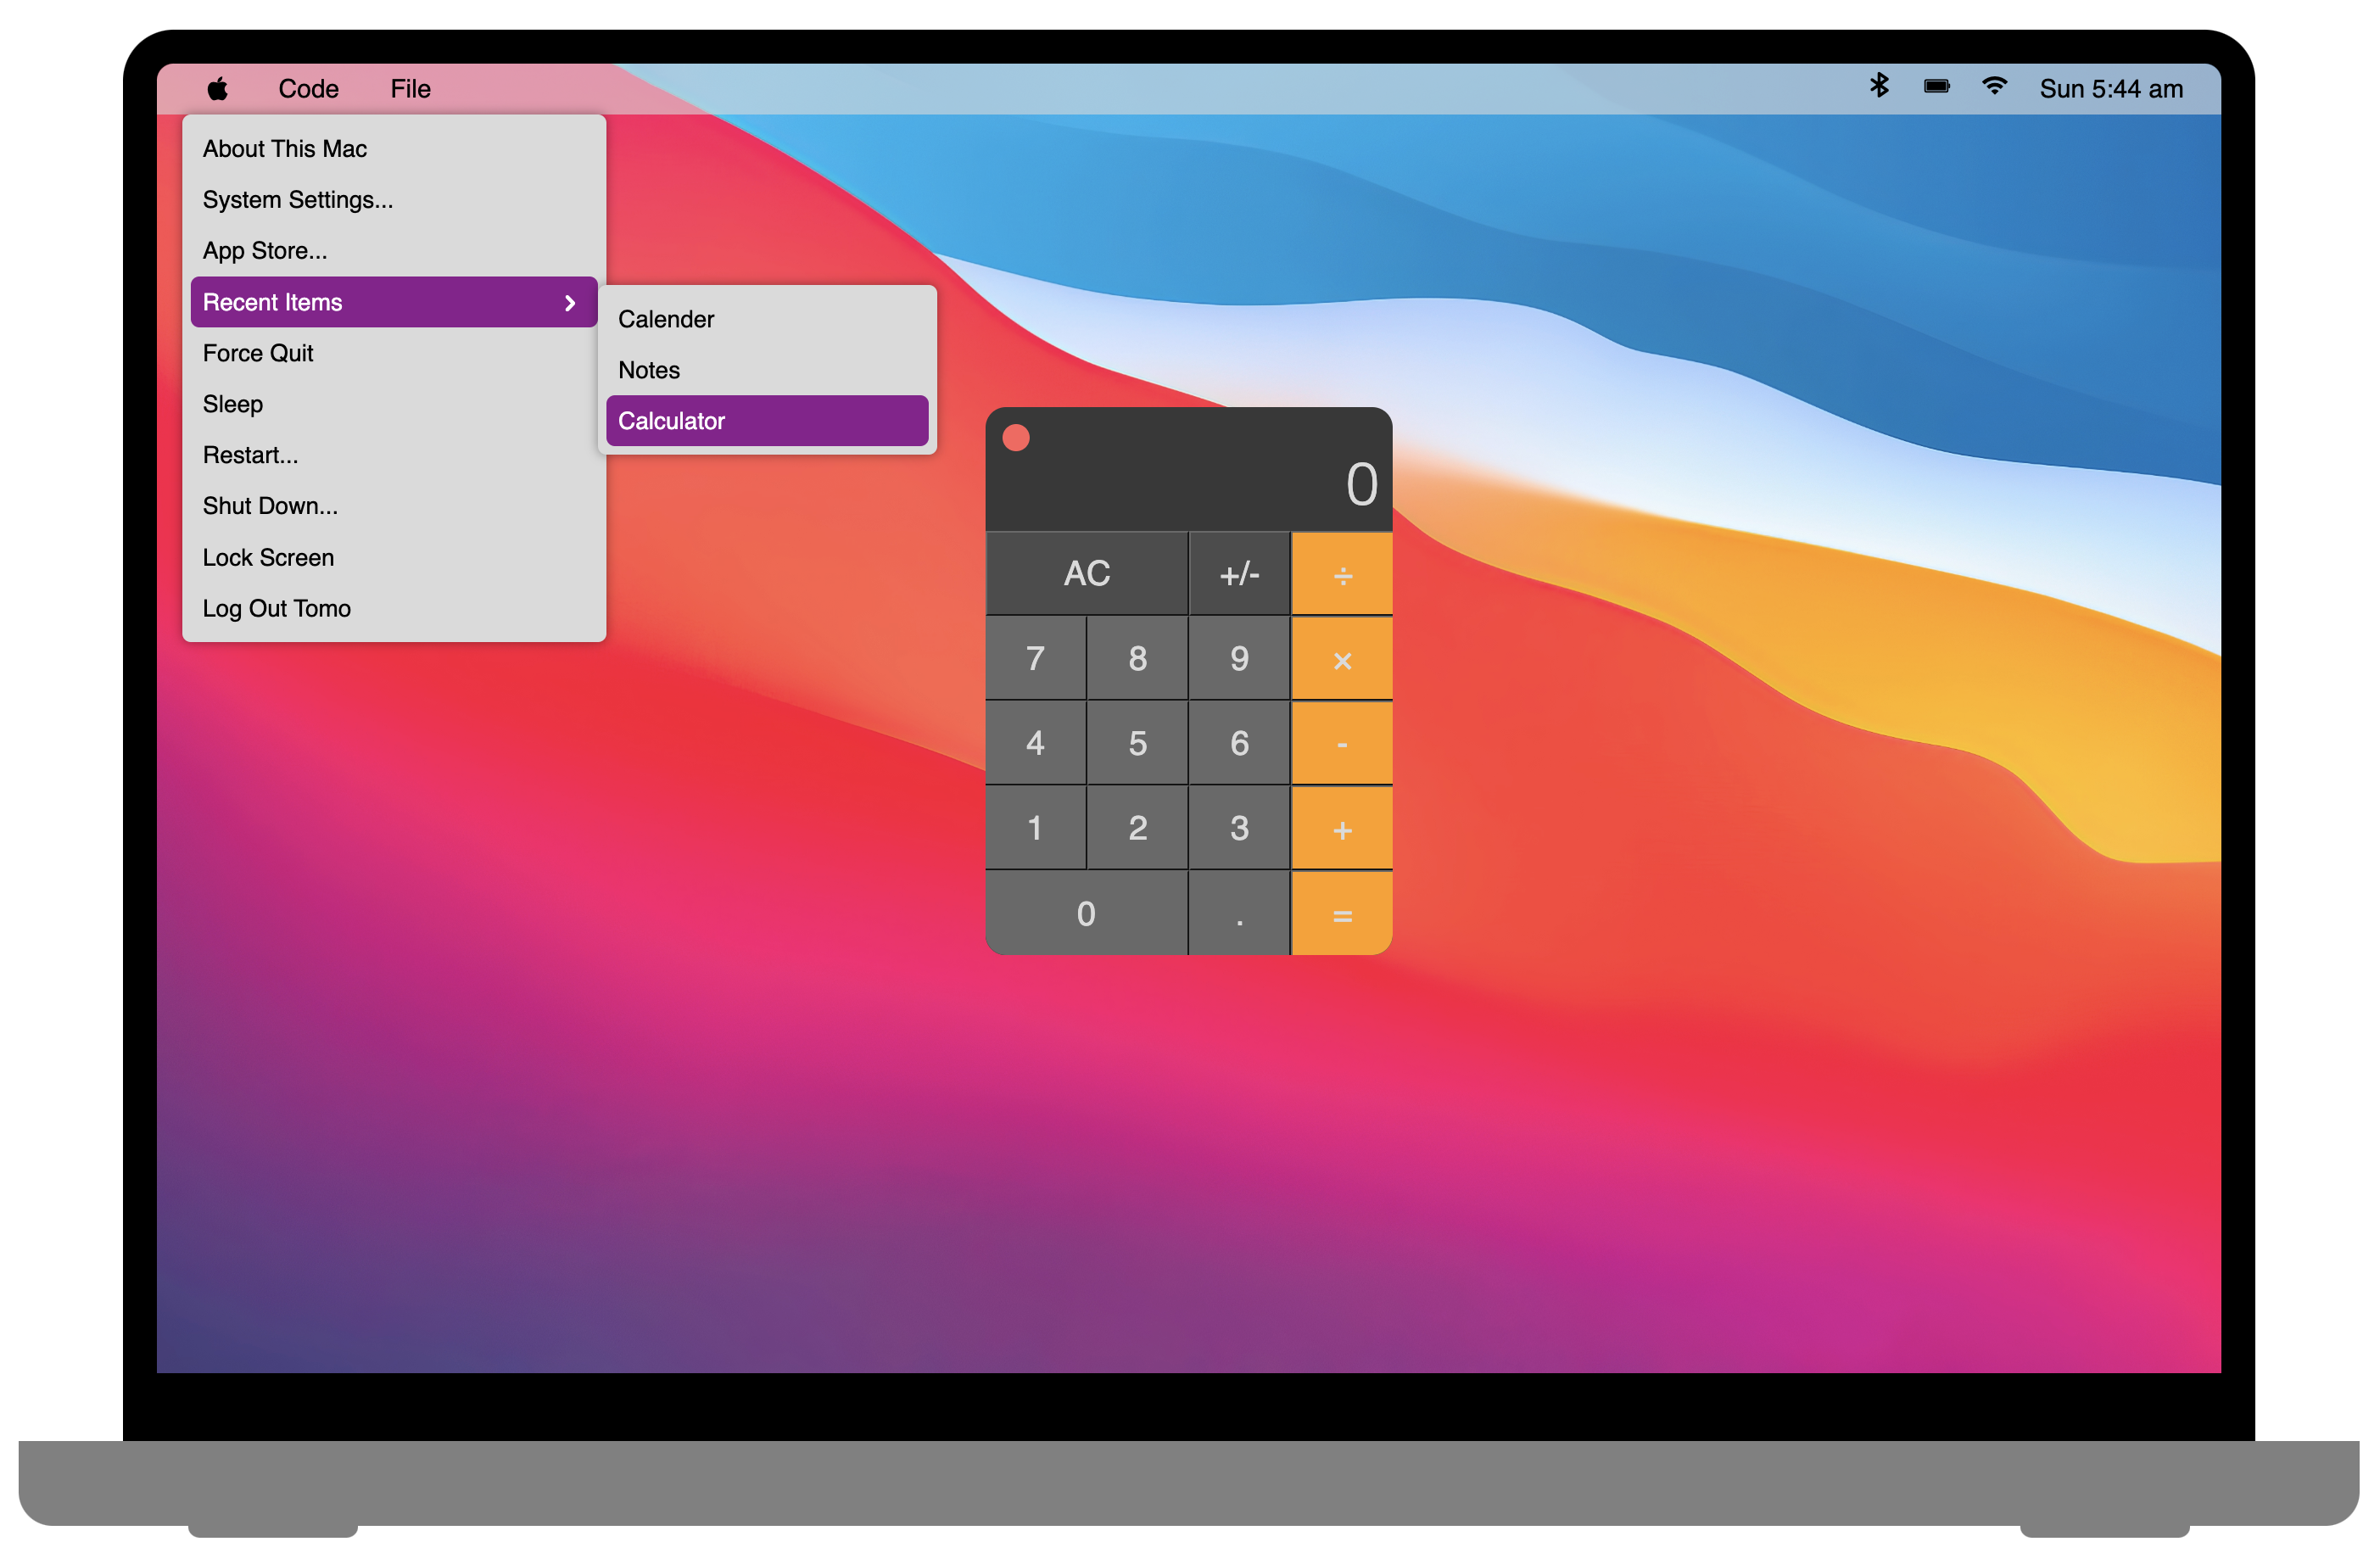 Code File Sun 5:44 am
About This Mac
System Settings...
App Store...
Recent Items
Force Quit
Sleep
Restart...
Shut Down...
Lock Screen
Log Out Tomo
Calender
Notes
Calculator
0
AC +/- ÷
7 8 9 ×
4 5 6 -
1 2 3 +
0 . =